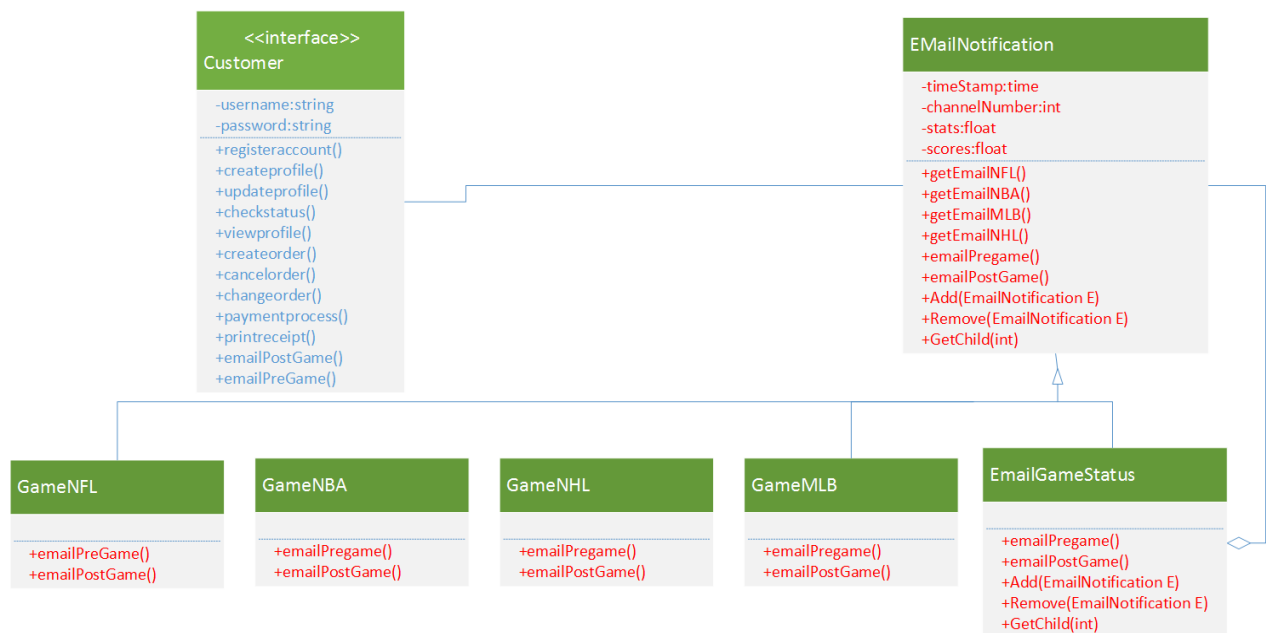 <<interface>>
Customer
-username:string
-password:string
+registeraccount()
+createprofile()
+updateprofile()
+checkstatus()
+viewprofile()
+createorder()
+cancelorder()
+changeorder()
+paymentprocess()
+printreceipt()
+emailPostGame()
+emailPreGame()
EMailNotification
-timeStamp:time
-channelNumber:int
-stats:float
-scores:float
+getEmailNFL()
+getEmailNBA()
+getEmailMLB()
+getEmailNHL()
+emailPregame()
+emailPostGame()
+Add(EmailNotification E)
+Remove(EmailNotification E)
+GetChild(int)
GameNFL
+emailPreGame()
+emailPostGame()
GameNBA
+emailPregame()
+emailPostGame()
GameNHL
+emailPregame()
+emailPostGame()
GameMLB
+emailPregame()
+emailPostGame()
EmailGameStatus
+emailPregame()
+emailPostGame()
+Add(EmailNotification E)
+Remove(EmailNotification E)
+GetChild(int)